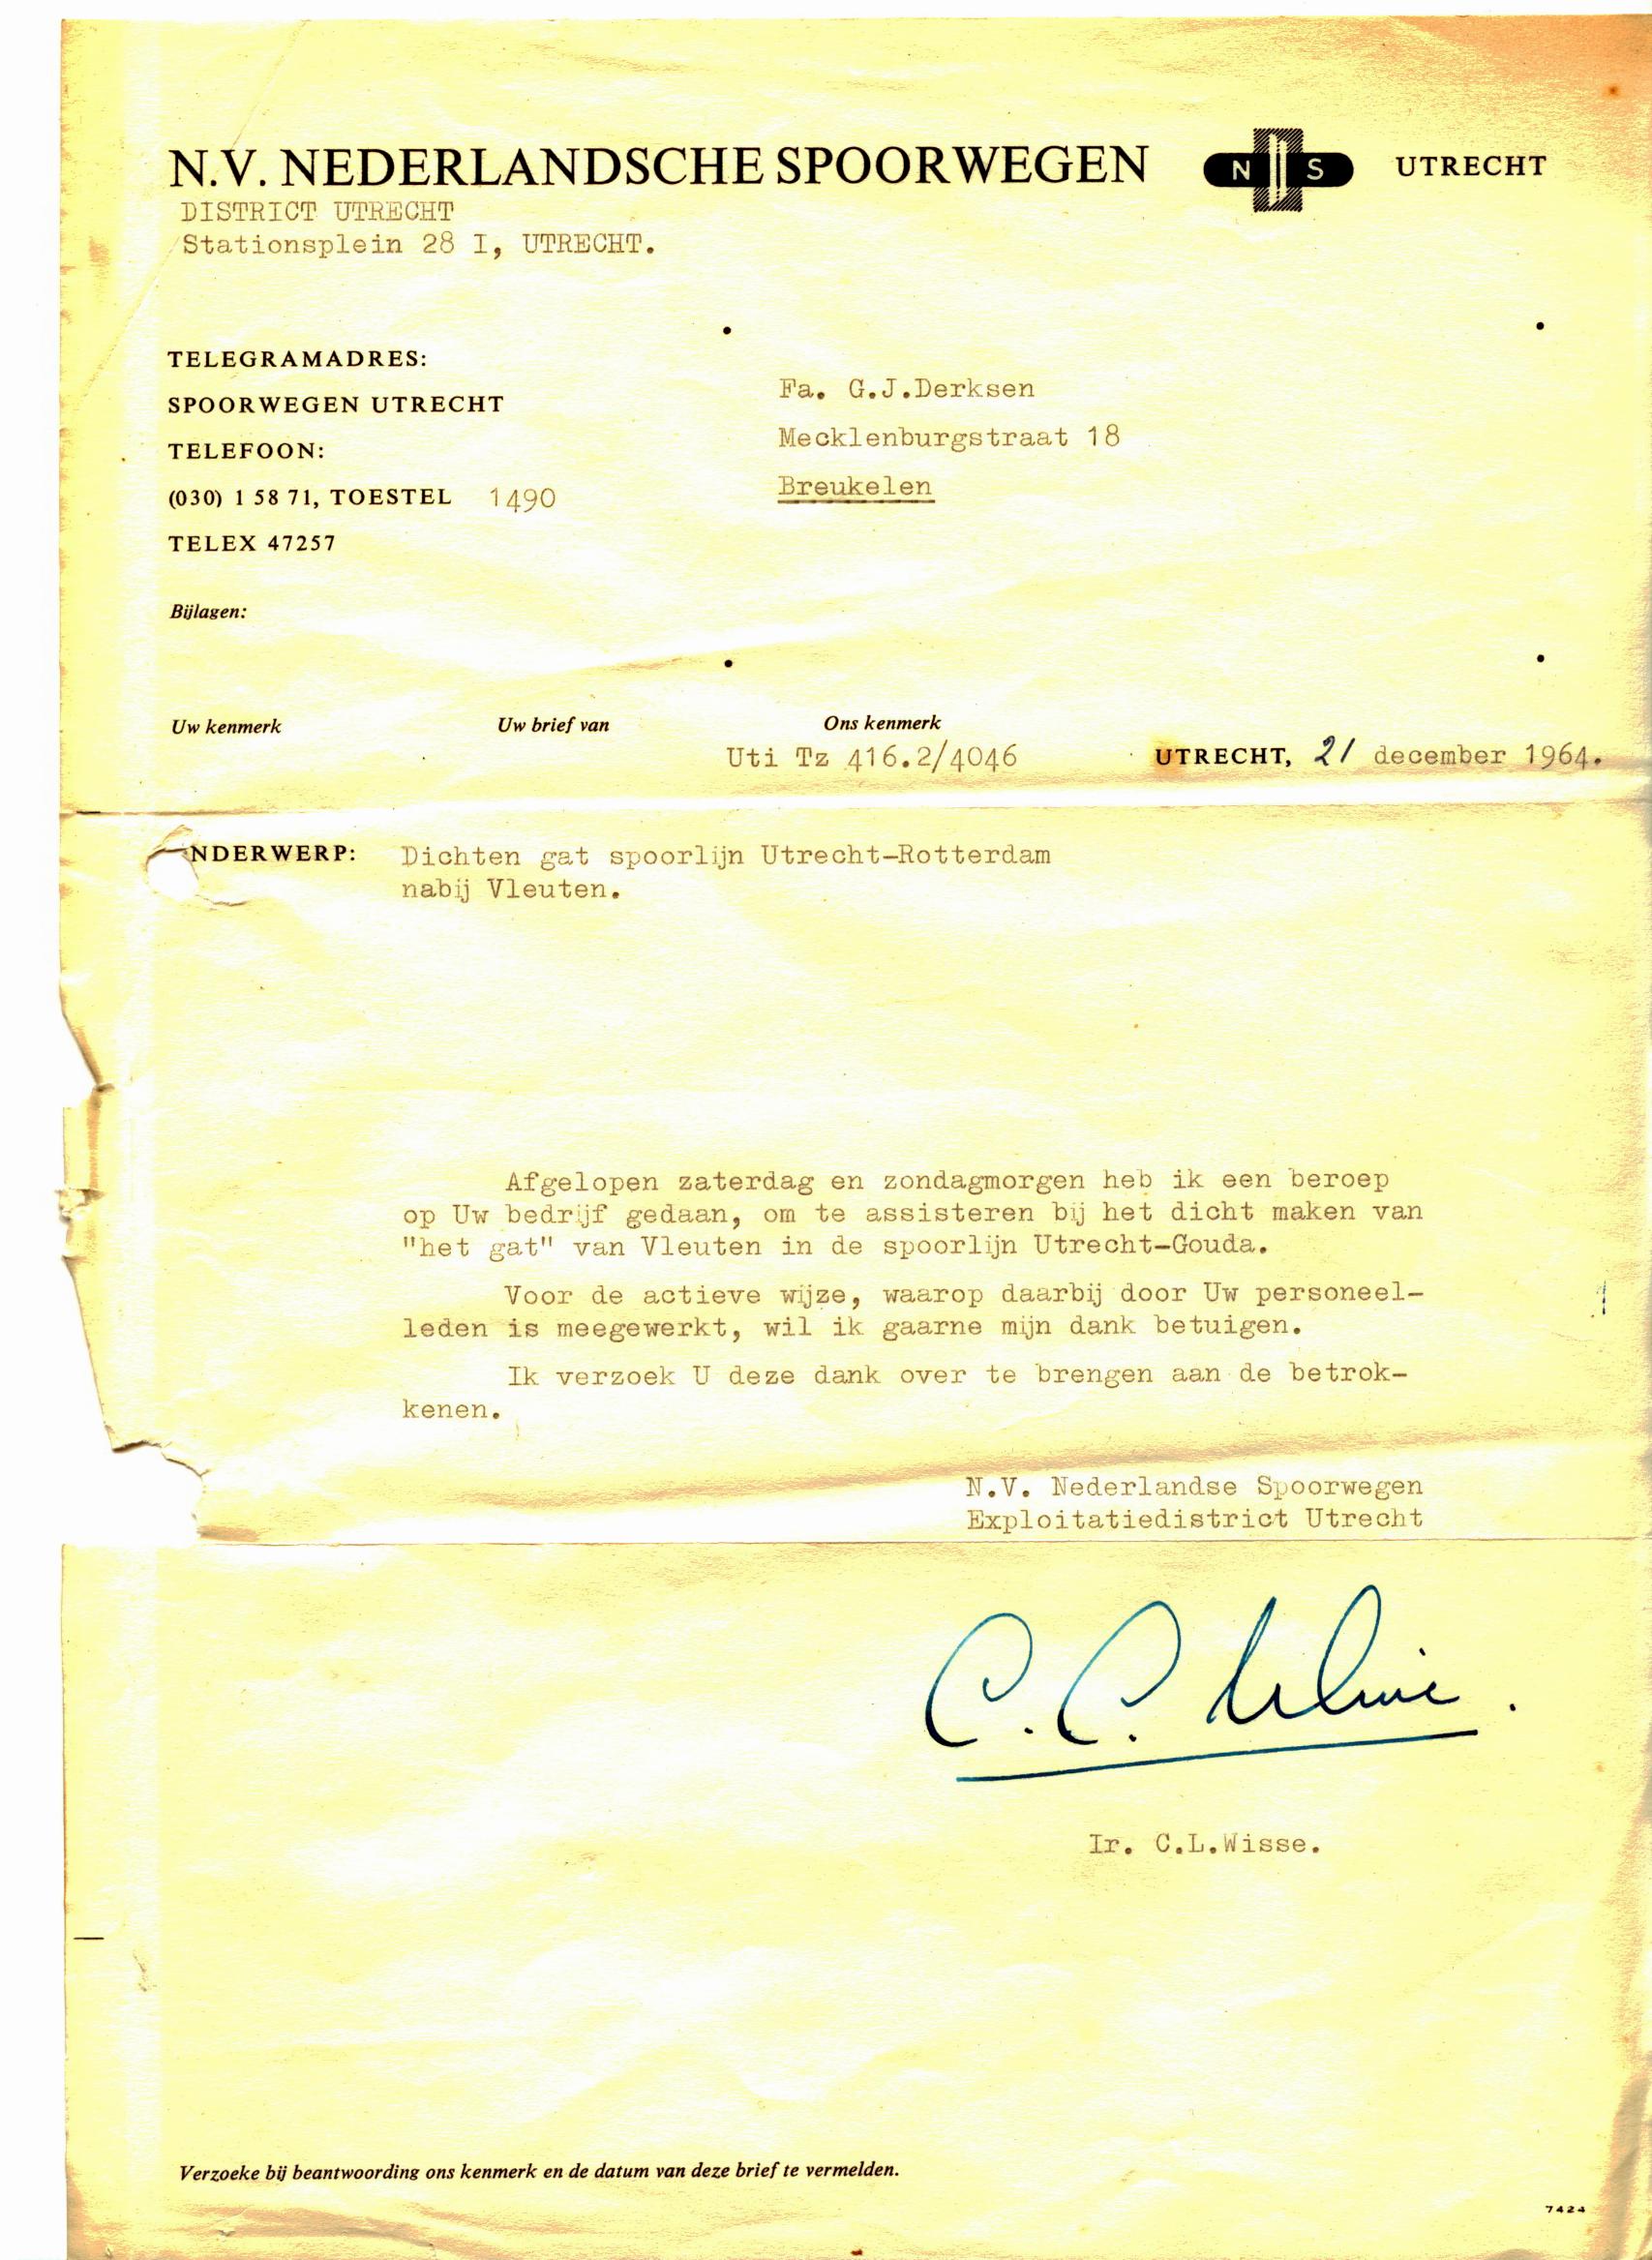 N.V. NEDERLANDSCHE SPOORWEGEN N S UTRECHT
DISTRICT UTRECHT
Stationsplein 28 I, UTRECHT.
TELEGRAMADRES:
SPOORWEGEN UTRECHT
TELEFOON:
(030) 1 58 71, TOESTEL 1490
TELEX 47257
Bijlagen:
Fa. G.J.Derksen
Mecklenburgstraat 18
Breukelen
Uw kenmerk Uw brief van Ons kenmerk
Uti Tz 416.2/4046 UTRECHT, 21 december 1964.
NDERWERP: Dichten gat spoorlijn Utrecht-Rotterdam
nabij Vleuten.
Afgelopen zaterdag en zondagmorgen heb ik een beroep
op Uw bedrijf gedaan, om te assisteren bij het dicht maken van
"het gat" van Vleuten in de spoorlijn Utrecht-Gouda.
Voor de actieve wijze, waarop daarbij door Uw personeel-
leden is meegewerkt, wil ik gaarne mijn dank betuigen.
Ik verzoek U deze dank over te brengen aan de betrok-
kenen.
N.V. Nederlandse Spoorwegen
Exploitatiedistrict Utrecht
Ir. C.L.Wisse.
Verzoeke bij beantwoording ons kenmerk en de datum van deze brief te vermelden.
7424